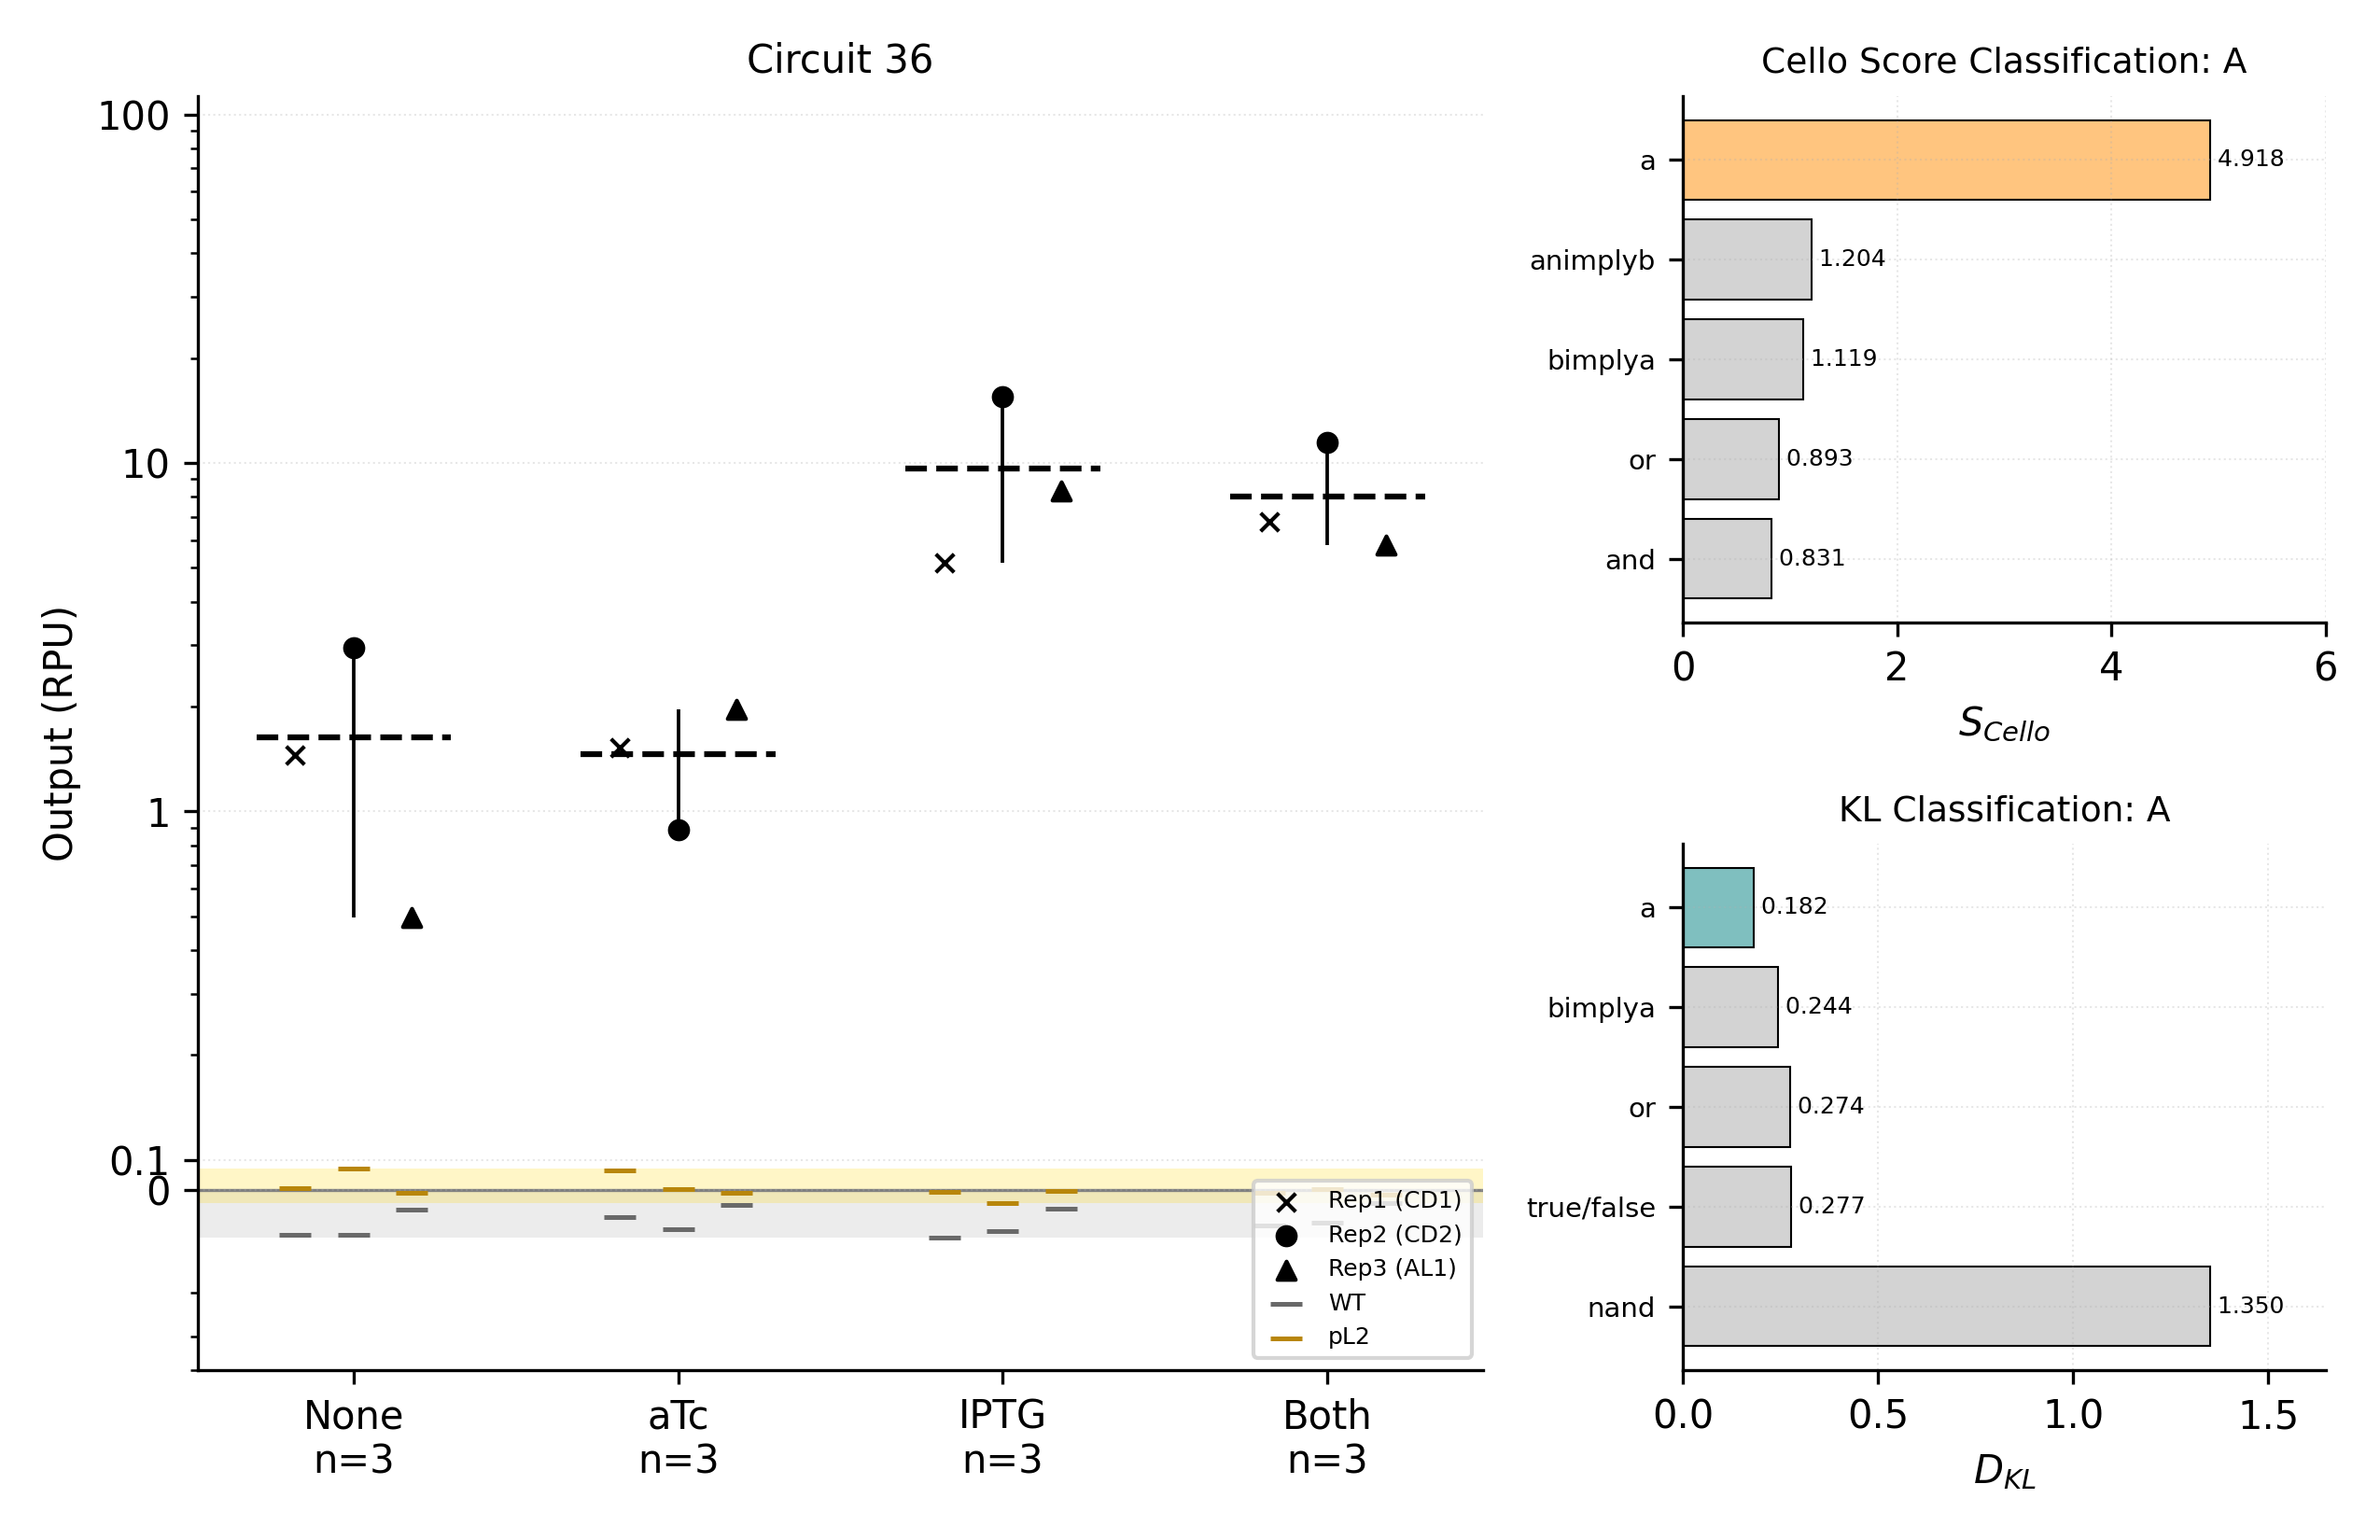 Circuit 36
Output (RPU)
100
10
1
0.1
0
None
n=3
aTc
n=3
IPTG
n=3
Both
n=3
Rep1 (CD1)
Rep2 (CD2)
Rep3 (AL1)
WT
pL2
Cello Score Classification: A
a
4.918
animplyb
1.204
bimplya
1.119
or
0.893
and
0.831
0 2 4 6
S_Cello
KL Classification: A
a
0.182
bimplya
0.244
or
0.274
true/false
0.277
nand
1.350
0.0 0.5 1.0 1.5
D_KL